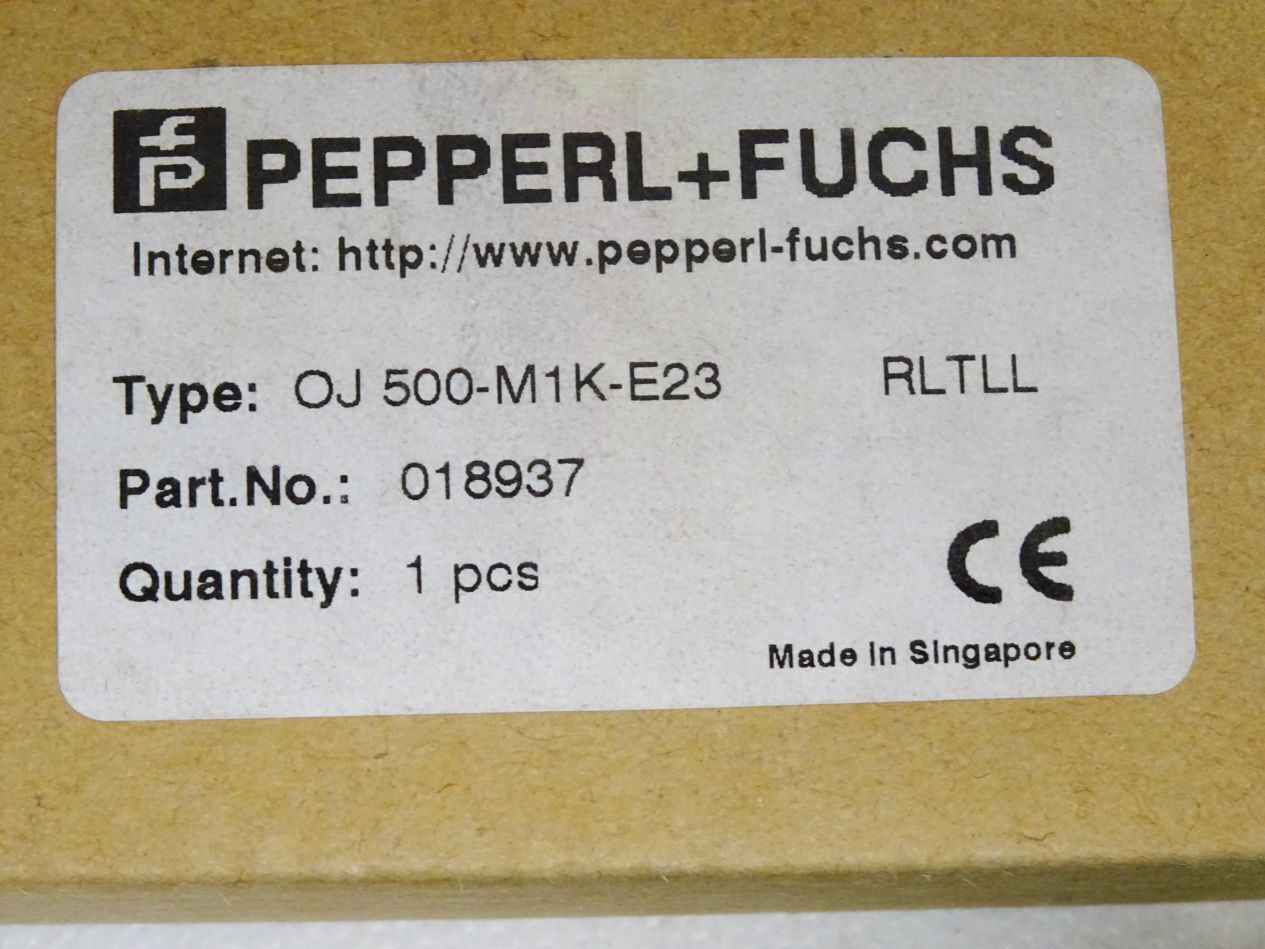 fp PEPPERL+FUCHS
Internet: http://www.pepperl-fuchs.com
Type: OJ 500-M1K-E23 RLTLL
Part.No.: 018937
Quantity: 1 pcs
CE
Made in Singapore